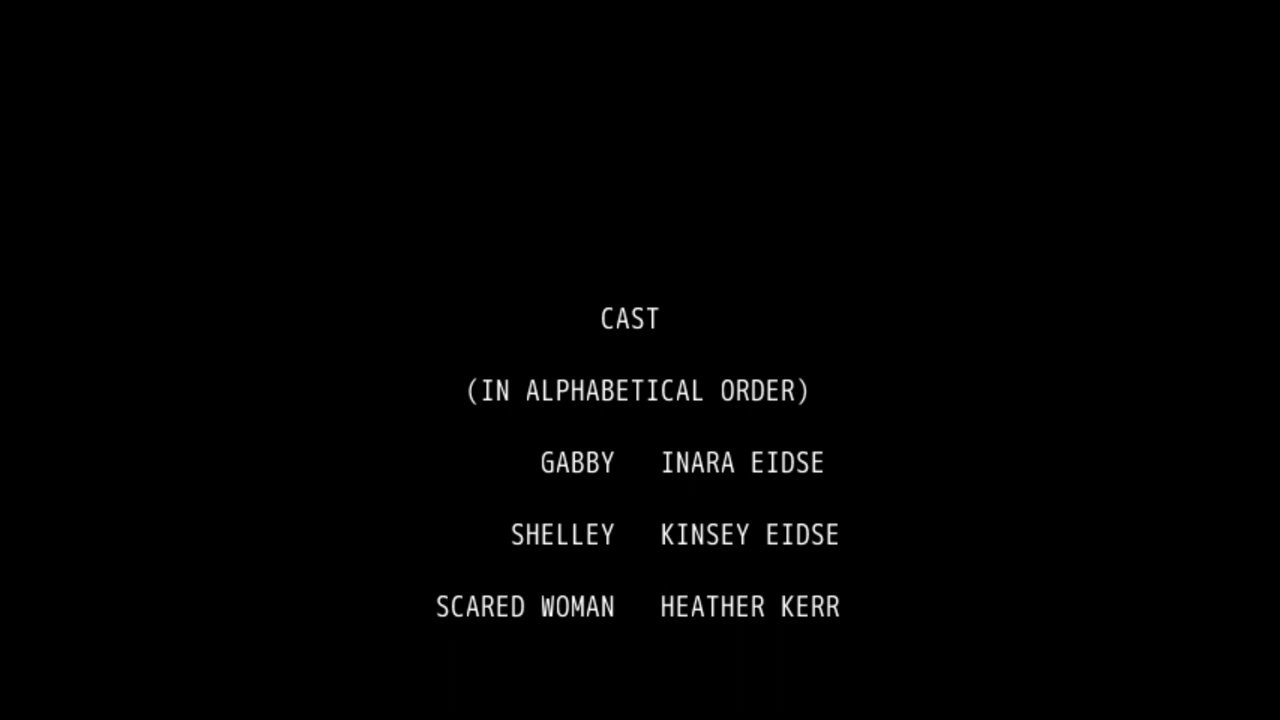 CAST
(IN ALPHABETICAL ORDER)
GABBY INARA EIDSE
SHELLEY KINSEY EIDSE
SCARED WOMAN HEATHER KERR